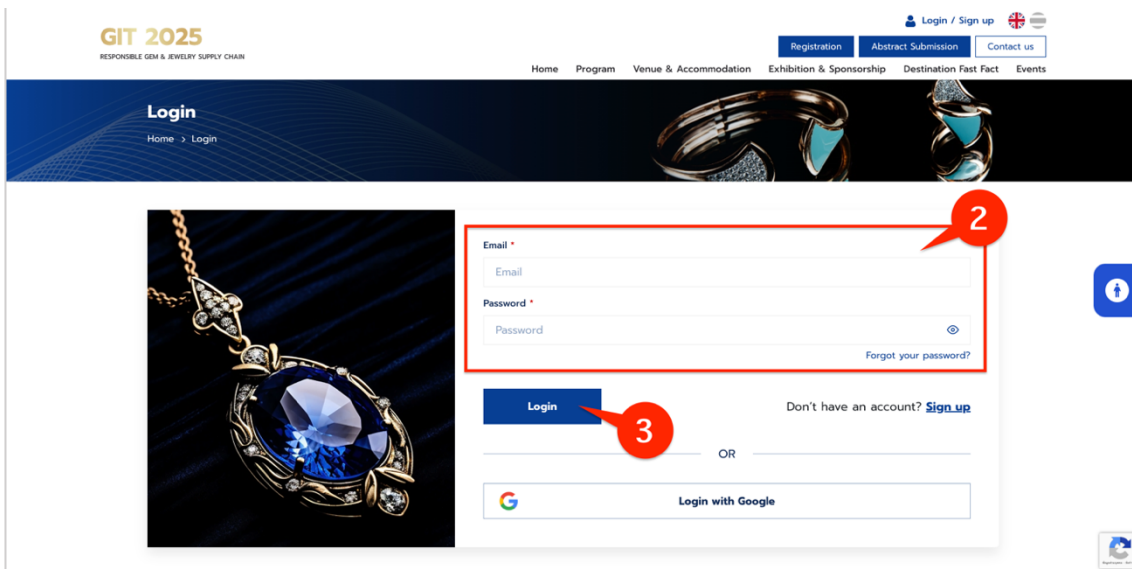 Login / Sign up
GIT 2025
RESPONSIBLE GEM & JEWELRY SUPPLY CHAIN
Registration
Abstract Submission
Contact us
Home Program Venue & Accommodation Exhibition & Sponsorship Destination Fast Fact Events
Login
Home > Login
2
Email *
Email
Password *
Password
Forgot your password?
Login
3
Don't have an account? Sign up
OR
G
Login with Google